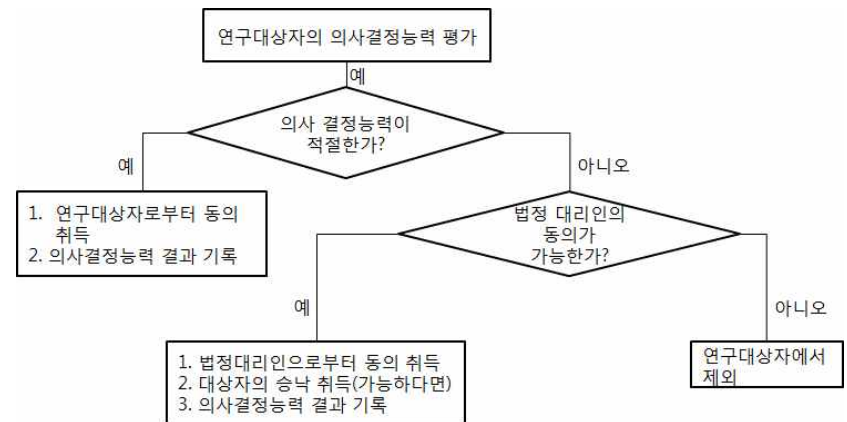 연구대상자의 의사결정능력 평가
예
의사 결정능력이
적절한가?
예
아니오
1. 연구대상자로부터 동의
취득
2. 의사결정능력 결과 기록
법정 대리인의
동의가
가능한가?
예
아니오
1. 법정대리인으로부터 동의 취득
2. 대상자의 승낙 취득(가능하다면)
3. 의사결정능력 결과 기록
연구대상자에서
제외